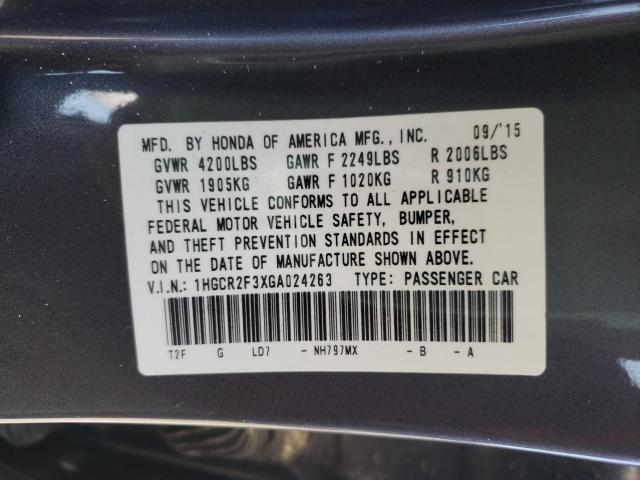 MFD. BY HONDA OF AMERICA MFG., INC. 09/'15
GVWR 4200LBS GAWR F 2249LBS R 2006LBS
GVWR 1905KG GAWR F 1020KG R 910KG
THIS VEHICLE CONFORMS TO ALL APPLICABLE
FEDERAL MOTOR VEHICLE SAFETY, BUMPER,
AND THEFT PREVENTION STANDARDS IN EFFECT
ON THE DATE OF MANUFACTURE SHOWN ABOVE.
V.I.N.: 1HGCR2F3XGA024263 TYPE: PASSENGER CAR
T2F G LD7 -NH797MX -B -A